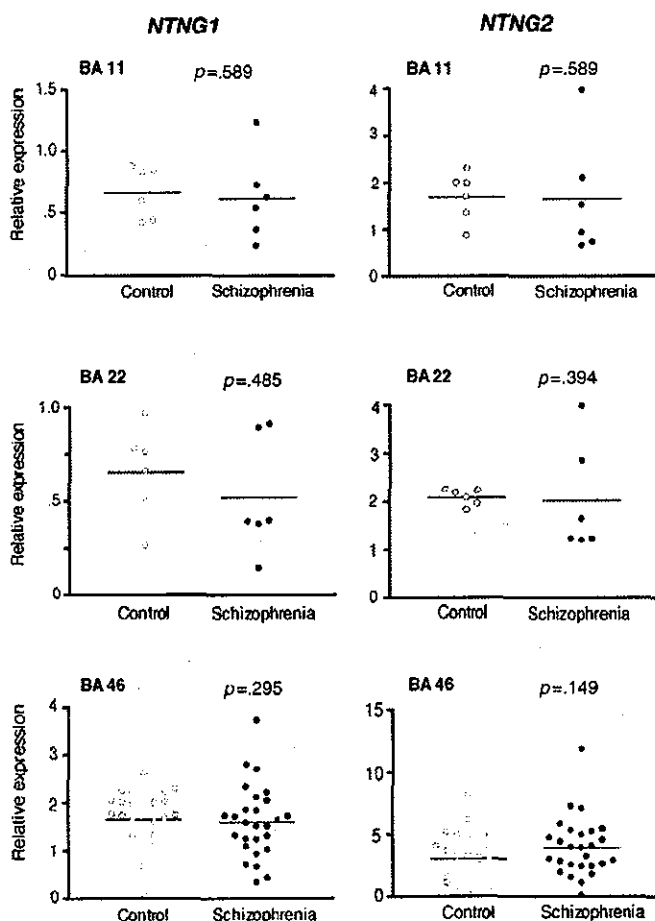 NTNG1
NTNG2
BA 11
p=.589
BA 11
p=.589
Relative expression
1.5
1.0
.5
0
4
3
2
1
0
Control
Schizophrenia
Control
Schizophrenia
BA 22
p=.485
BA 22
p=.394
Relative expression
1.0
.5
0
4
3
2
1
0
Control
Schizophrenia
Control
Schizophrenia
BA 46
p=.295
BA 46
p=.149
Relative expression
4
3
2
1
0
15
10
5
0
Control
Schizophrenia
Control
Schizophrenia